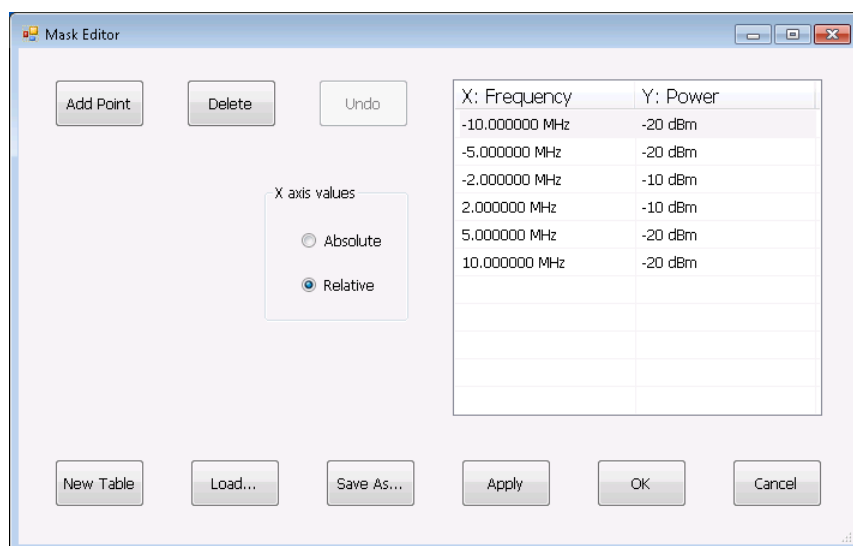 Mask Editor
Add Point Delete Undo
X axis values
Absolute
Relative
X: Frequency Y: Power
-10.000000 MHz -20 dBm
-5.000000 MHz -20 dBm
-2.000000 MHz -10 dBm
2.000000 MHz -10 dBm
5.000000 MHz -20 dBm
10.000000 MHz -20 dBm
New Table Load... Save As... Apply OK Cancel